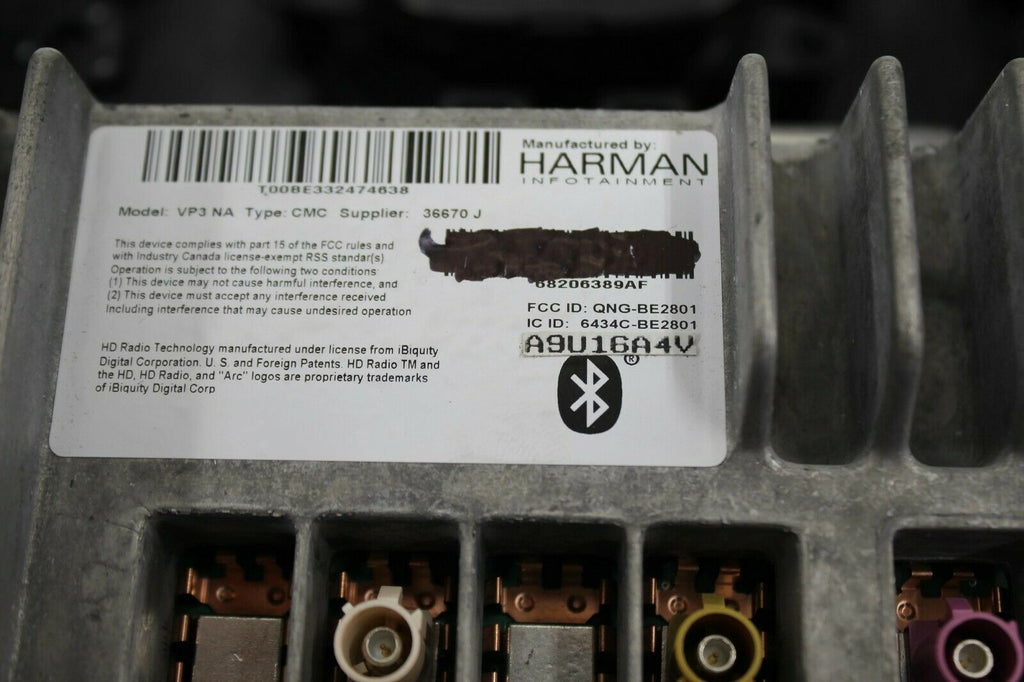 Manufactured by:
HARMAN
INFOTAINMENT
T00BE332474638
Model: VP3 NA Type: CMC Supplier: 36670 J
This device complies with part 15 of the FCC rules and
with Industry Canada license-exempt RSS standar(s)
Operation is subject to the following two conditions:
(1) This device may not cause harmful interference, and
(2) This device must accept any interference received
Including interference that may cause undesired operation
68206389AF
FCC ID: QNG-BE2801
IC ID: 6434C-BE2801
A9U16A4V
®
HD Radio Technology manufactured under license from iBiquity
Digital Corporation. U.S. and Foreign Patents. HD Radio TM and
the HD, HD Radio, and "Arc" logos are proprietary trademarks
of iBiquity Digital Corp